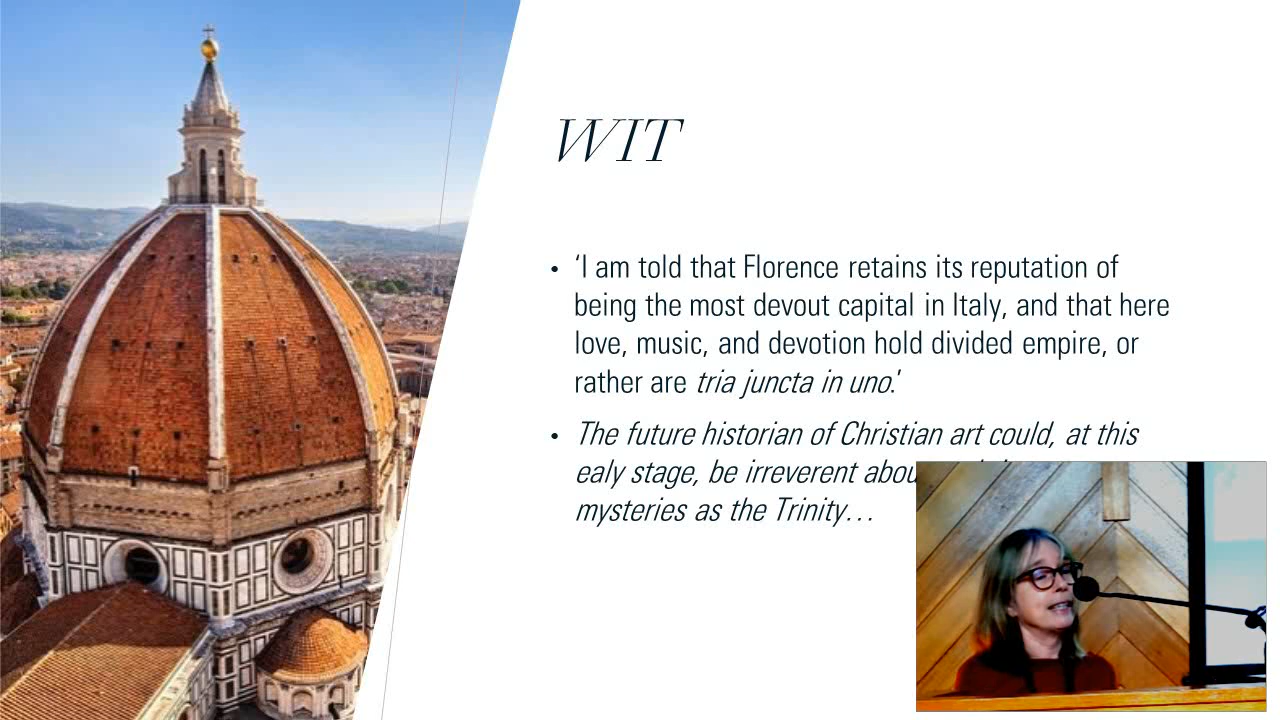 WIT
• ‘I am told that Florence retains its reputation of
being the most devout capital in Italy, and that here
love, music, and devotion hold divided empire, or
rather are tria juncta in uno.’
• The future historian of Christian art could, at this
ealy stage, be irreverent
mysteries as the Trinity…